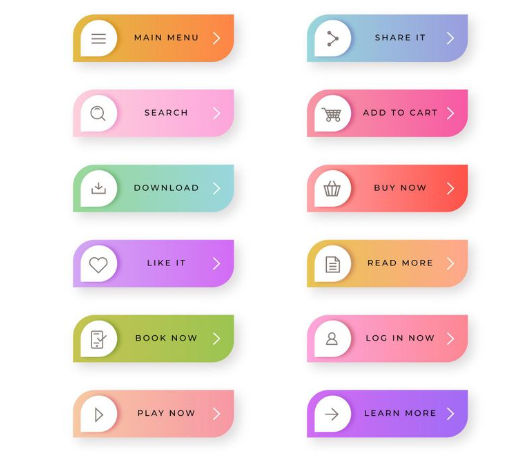 MAIN MENU
SHARE IT
SEARCH
ADD TO CART
DOWNLOAD
BUY NOW
LIKE IT
READ MORE
BOOK NOW
LOG IN NOW
PLAY NOW
LEARN MORE